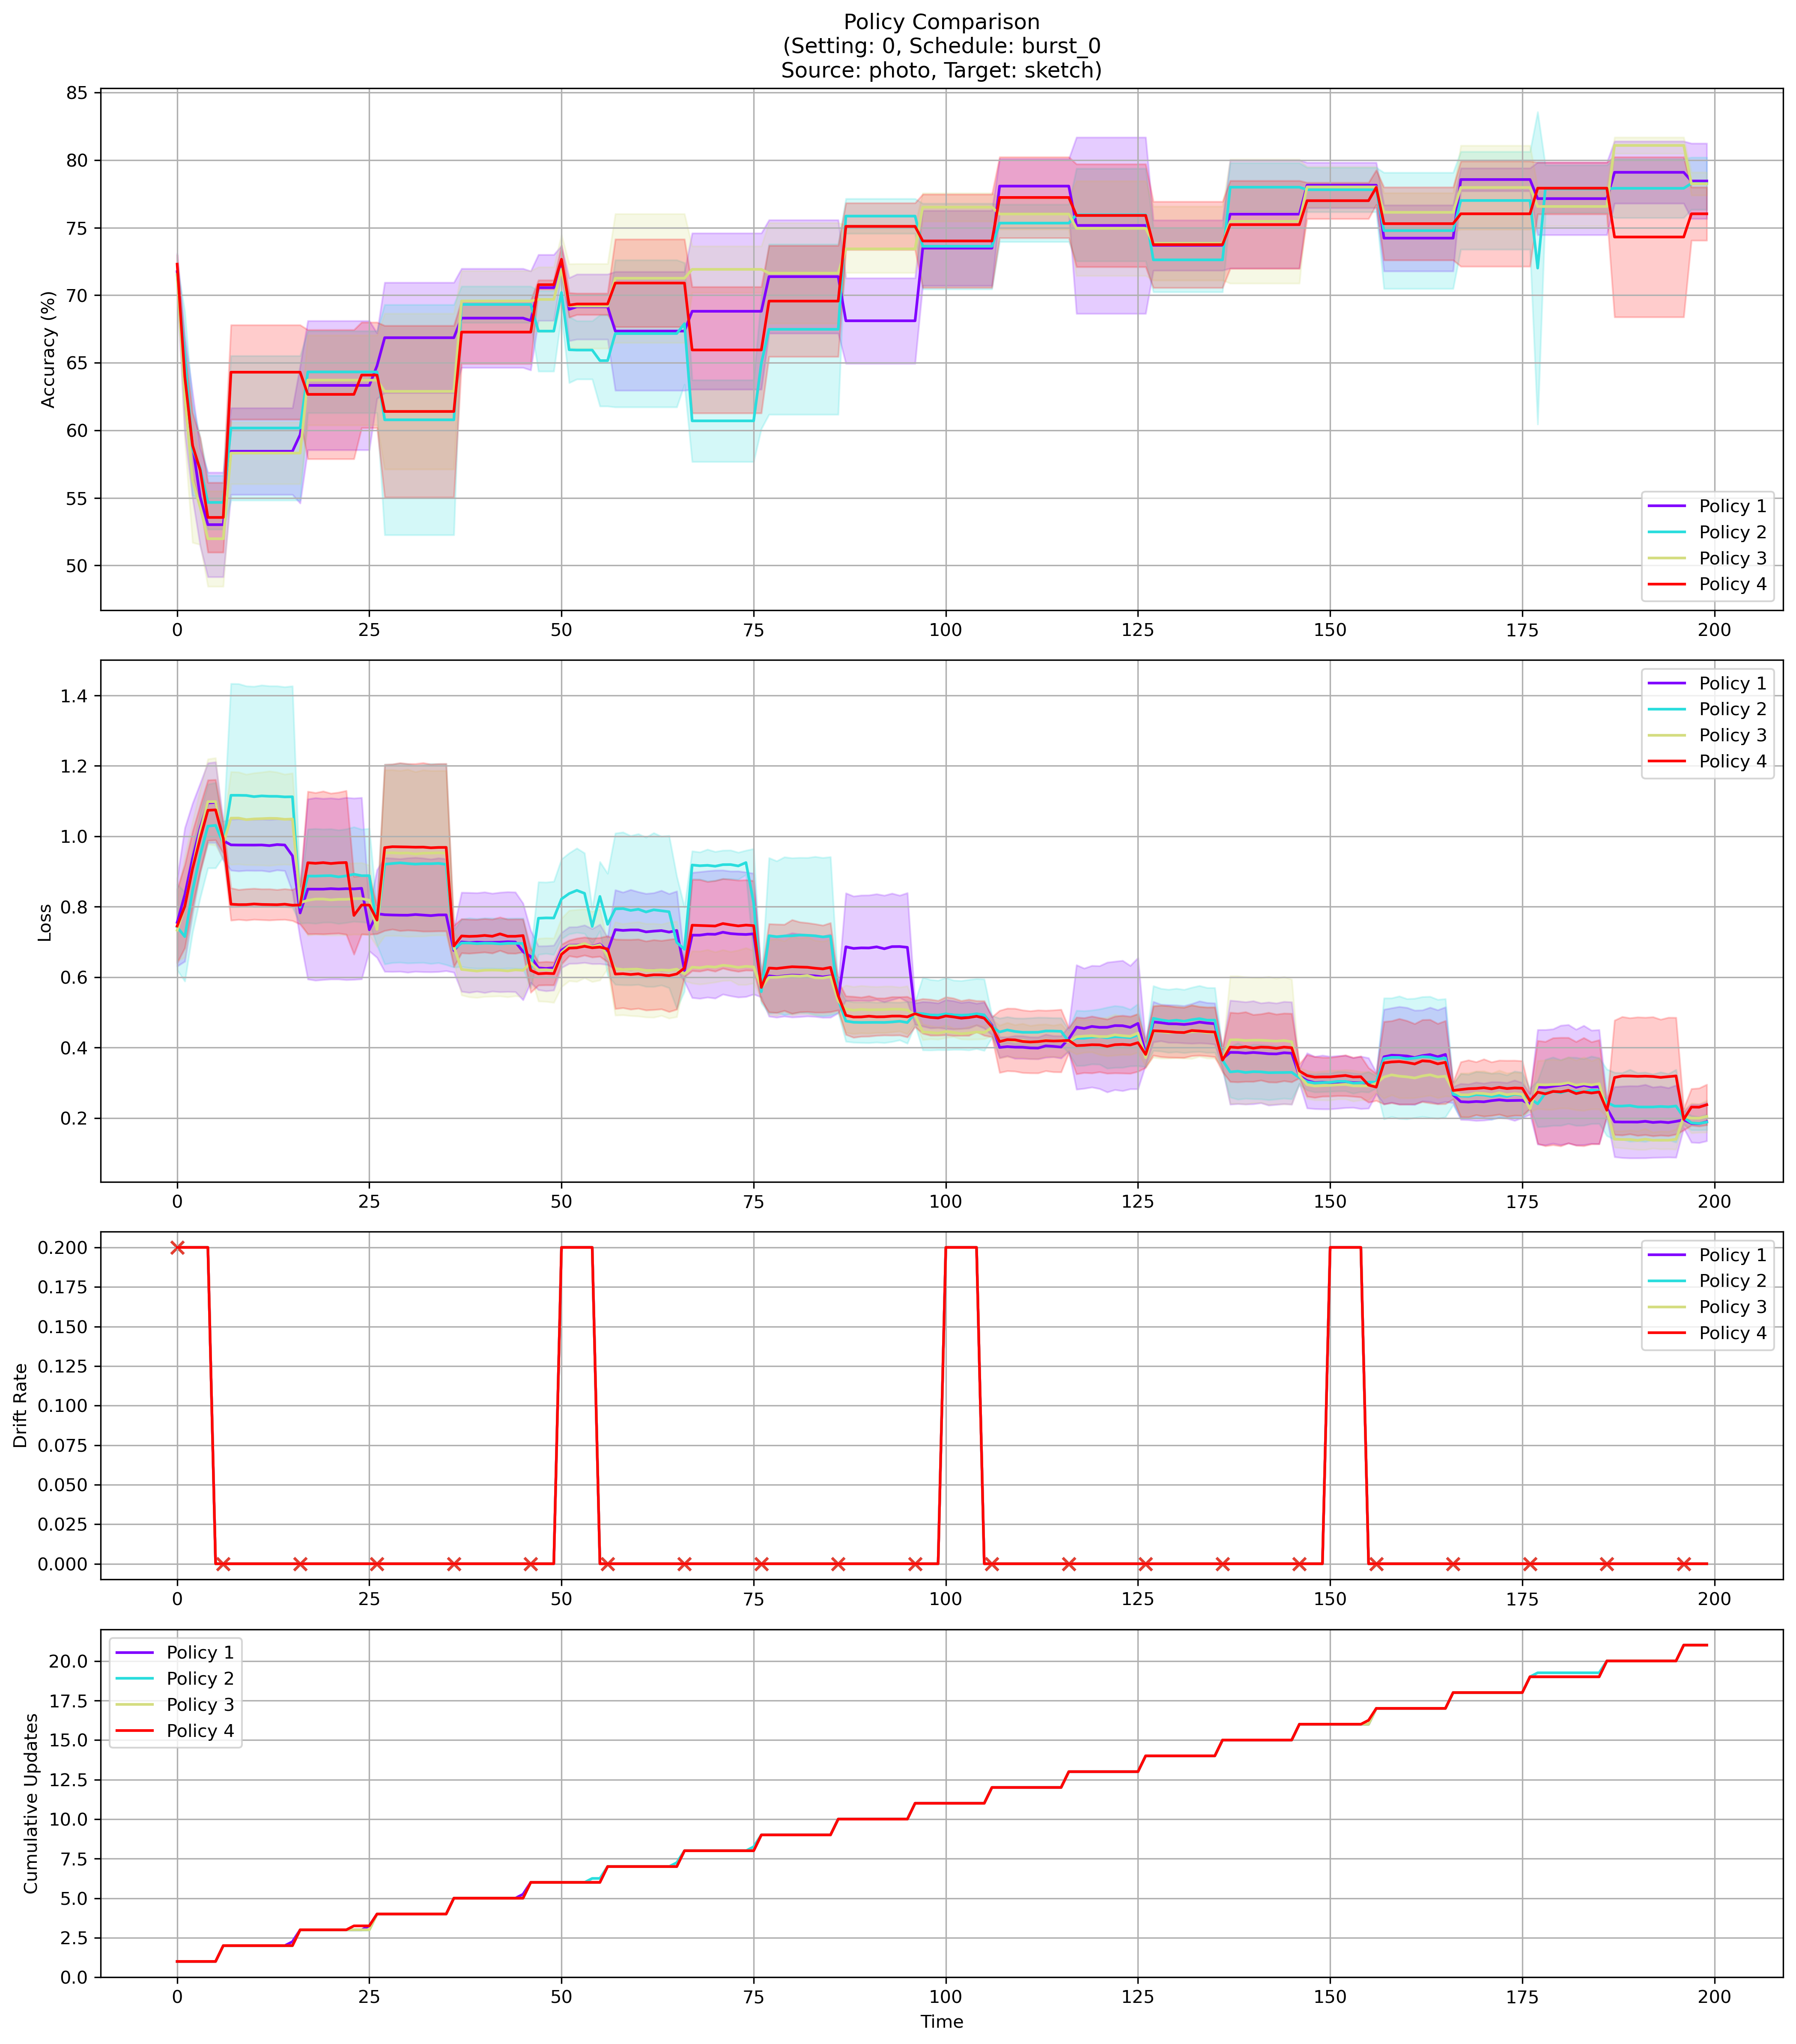 Policy Comparison
(Setting: 0, Schedule: burst_0
Source: photo, Target: sketch)
85
80
75
70
65
60
55
50
Accuracy (%)
Policy 1
Policy 2
Policy 3
Policy 4
0 25 50 75 100 125 150 175 200
1.4
1.2
1.0
0.8
0.6
0.4
0.2
Loss
Policy 1
Policy 2
Policy 3
Policy 4
0 25 50 75 100 125 150 175 200
0.200
0.175
0.150
0.125
0.100
0.075
0.050
0.025
0.000
Drift Rate
Policy 1
Policy 2
Policy 3
Policy 4
0 25 50 75 100 125 150 175 200
20.0
17.5
15.0
12.5
10.0
7.5
5.0
2.5
0.0
Cumulative Updates
Policy 1
Policy 2
Policy 3
Policy 4
0 25 50 75 100 125 150 175 200
Time